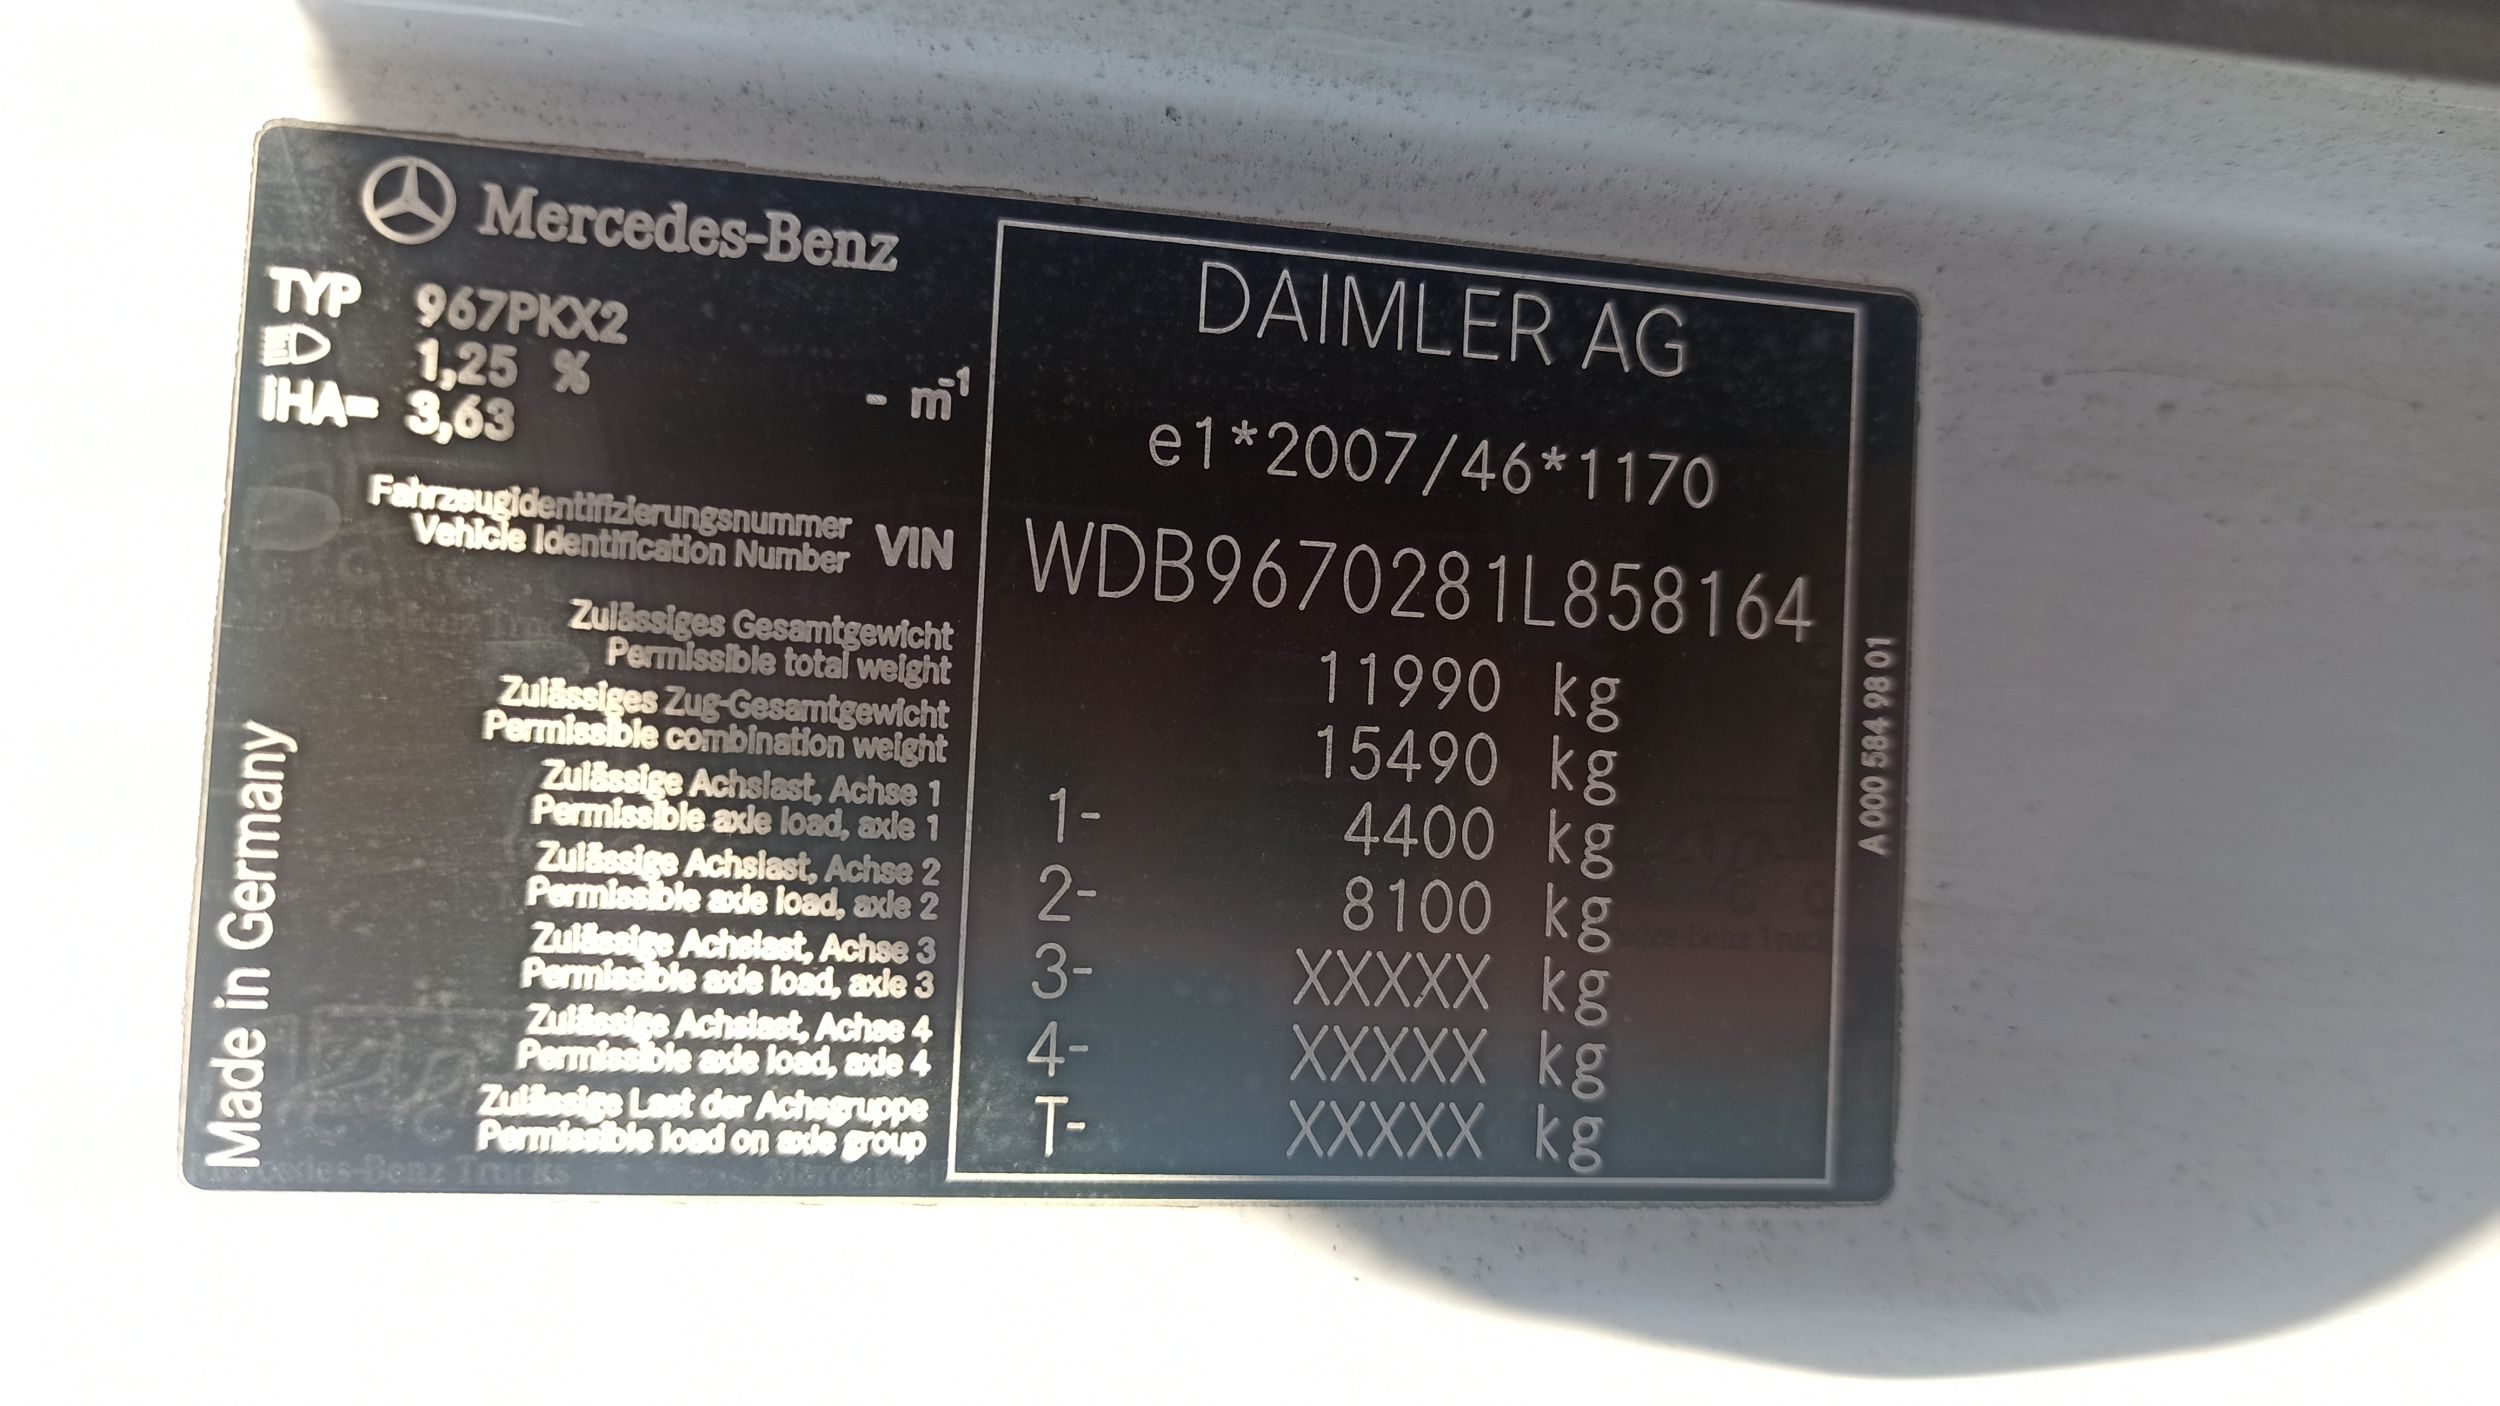 Mercedes-Benz
TYP 967PKX2
1,25 % - m-1
IHA= 3,63
Fahrzeugidentifizierungsnummer
Vehicle Identification Number VIN
Zulässiges Gesamtgewicht
Permissible total weight
Zulässiges Zug-Gesamtgewicht
Permissible combination weight
Zulässige Achslast, Achse 1
Permissible axle load, axle 1
Zulässige Achslast, Achse 2
Permissible axle load, axle 2
Zulässige Achslast, Achse 3
Permissible axle load, axle 3
Zulässige Achslast, Achse 4
Permissible axle load, axle 4
Zulässige Last der Achsgruppe
Permissible load on axle group
Made in Germany
DAIMLER AG
e1*2007/46*1170
WDB9670281L858164
11990 kg
15490 kg
1- 4400 kg
2- 8100 kg
3- XXXXX kg
4- XXXXX kg
T- XXXXX kg
A 000 584 98 01